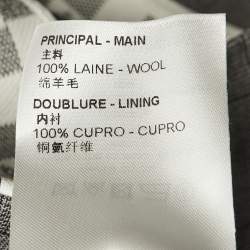 PRINCIPAL - MAIN
主料
100% LAINE - WOOL
绵羊毛
DOUBLURE - LINING
内衬
100% CUPRO - CUPRO
铜氨纤维